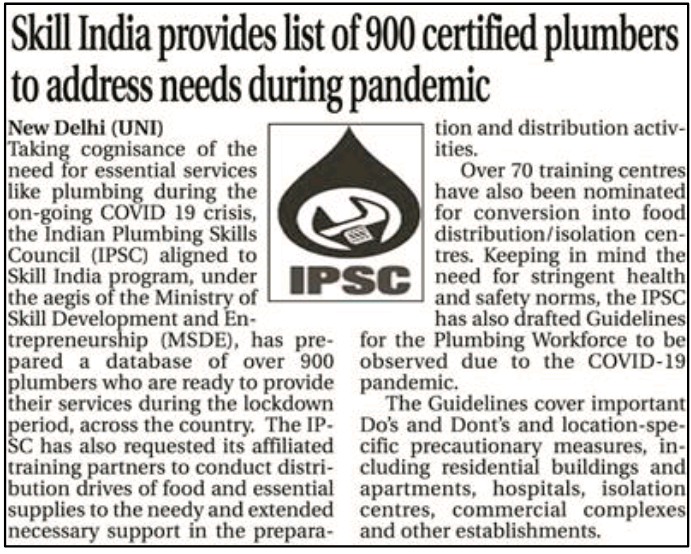 Skill India provides list of 900 certified plumbers
to address needs during pandemic
New Delhi (UNI)
Taking cognisance of the
need for essential services
like plumbing during the
on-going COVID 19 crisis,
the Indian Plumbing Skills
Council (IPSC) aligned to
Skill India program, under
the aegis of the Ministry of
Skill Development and En-
trepreneurship (MSDE), has pre-
pared a database of over 900
plumbers who are ready to provide
their services during the lockdown
period, across the country. The IP-
SC has also requested its affiliated
training partners to conduct distri-
bution drives of food and essential
supplies to the needy and extended
necessary support in the prepara-
IPSC
tion and distribution activ-
ities.
Over 70 training centres
have also been nominated
for conversion into food
distribution/isolation cen-
tres. Keeping in mind the
need for stringent health
and safety norms, the IPSC
has also drafted Guidelines
for the Plumbing Workforce to be
observed due to the COVID-19
pandemic.
The Guidelines cover important
Do's and Dont's and location-spe-
cific precautionary measures, in-
cluding residential buildings and
apartments, hospitals, isolation
centres, commercial complexes
and other establishments.